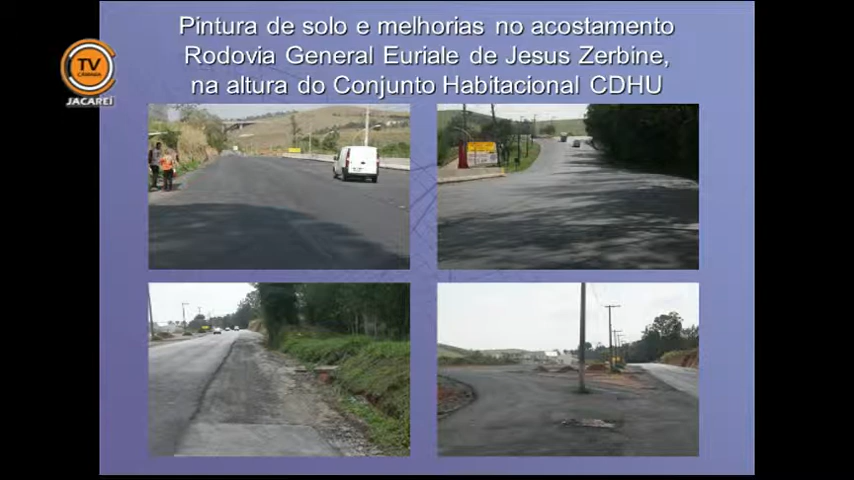 Pintura de solo e melhorias no acostamento
Rodovia General Euriale de Jesus Zerbine,
na altura do Conjunto Habitacional CDHU
TV
CÂMARA
JACAREÍ